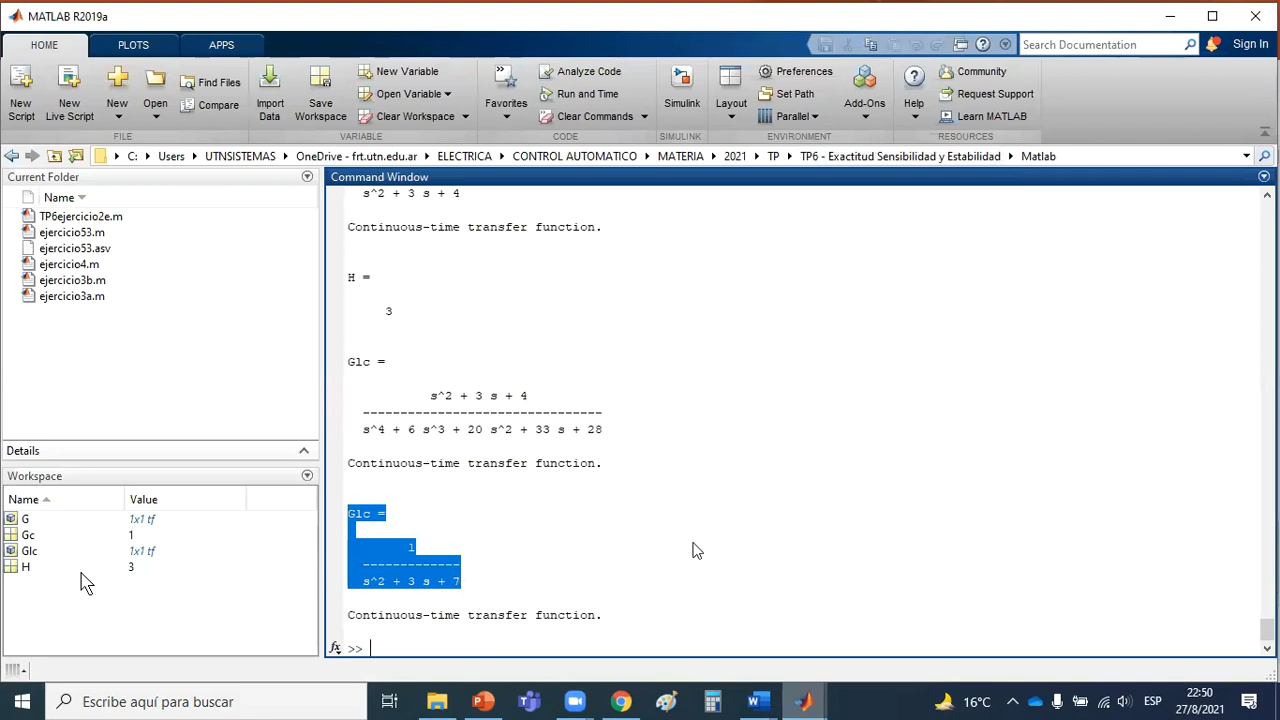 MATLAB R2019a
HOME PLOTS APPS Search Documentation Sign In
New Script New Live Script New Open Find Files Compare Import Data Save Workspace New Variable Open Variable Clear Workspace Favorites Analyze Code Run and Time Clear Commands Simulink Layout Preferences Set Path Parallel Add-Ons Help Community Request Support Learn MATLAB
FILE VARIABLE CODE SIMULINK ENVIRONMENT RESOURCES
C: Users UTNSISTEMAS OneDrive - frt.utn.edu.ar ELECTRICA CONTROL AUTOMATICO MATERIA 2021 TP TP6 - Exactitud Sensibilidad y Estabilidad Matlab
Current Folder
Name
TP6ejercicio2e.m
ejercicio53.m
ejercicio53.asv
ejercicio4.m
ejercicio3b.m
ejercicio3a.m
Details
Workspace
Name Value
G 1x1 tf
Gc 1
Glc 1x1 tf
H 3
Command Window
s^2 + 3 s + 4
Continuous-time transfer function.
H =
3
Glc =
s^2 + 3 s + 4
--------------------------------
s^4 + 6 s^3 + 20 s^2 + 33 s + 28
Continuous-time transfer function.
Glc =
1
-------------
s^2 + 3 s + 7
Continuous-time transfer function.
fx >>
Escribe aquí para buscar
16°C ESP 22:50
27/8/2021